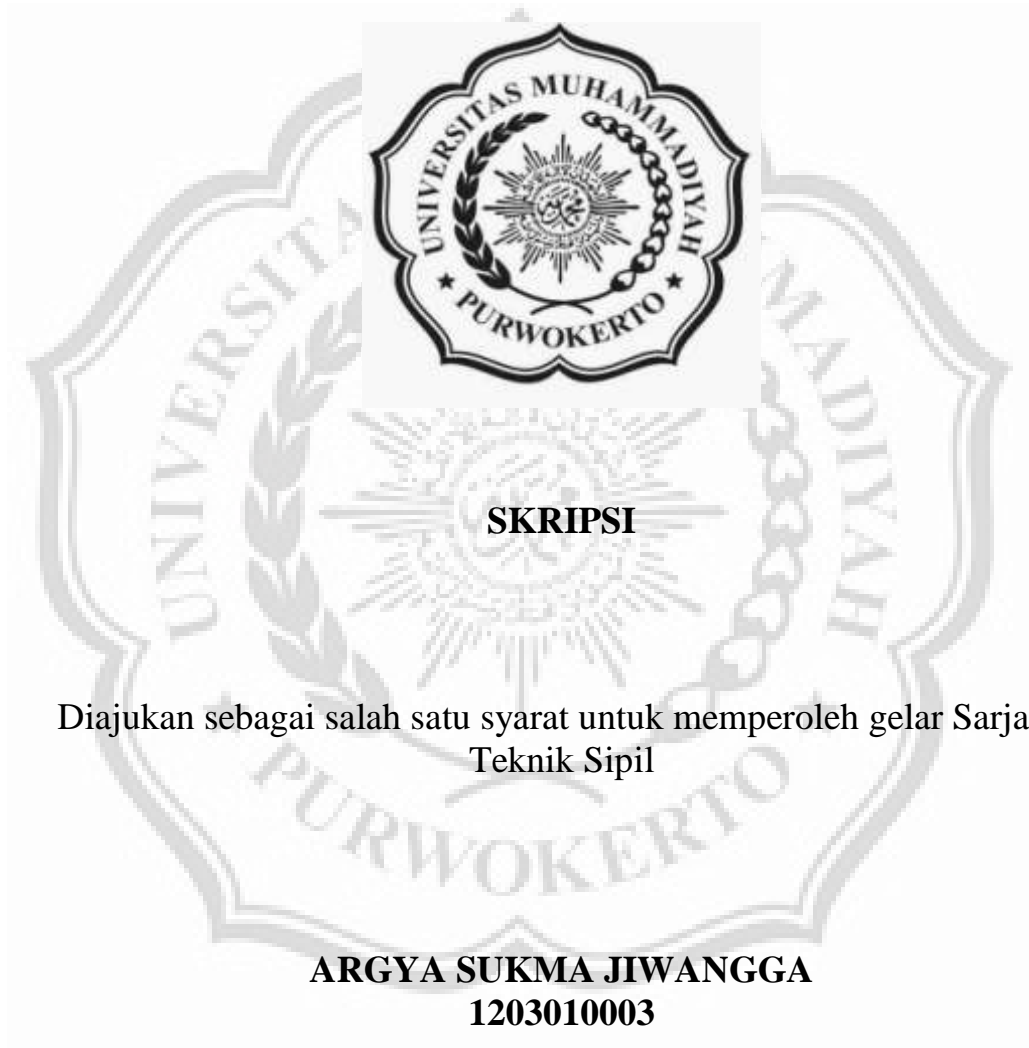 UNIVERSITAS MUHAMMADIYAH
PURWOKERTO
SKRIPSI
Diajukan sebagai salah satu syarat untuk memperoleh gelar Sarja
Teknik Sipil
ARGYA SUKMA JIWANGGA
1203010003